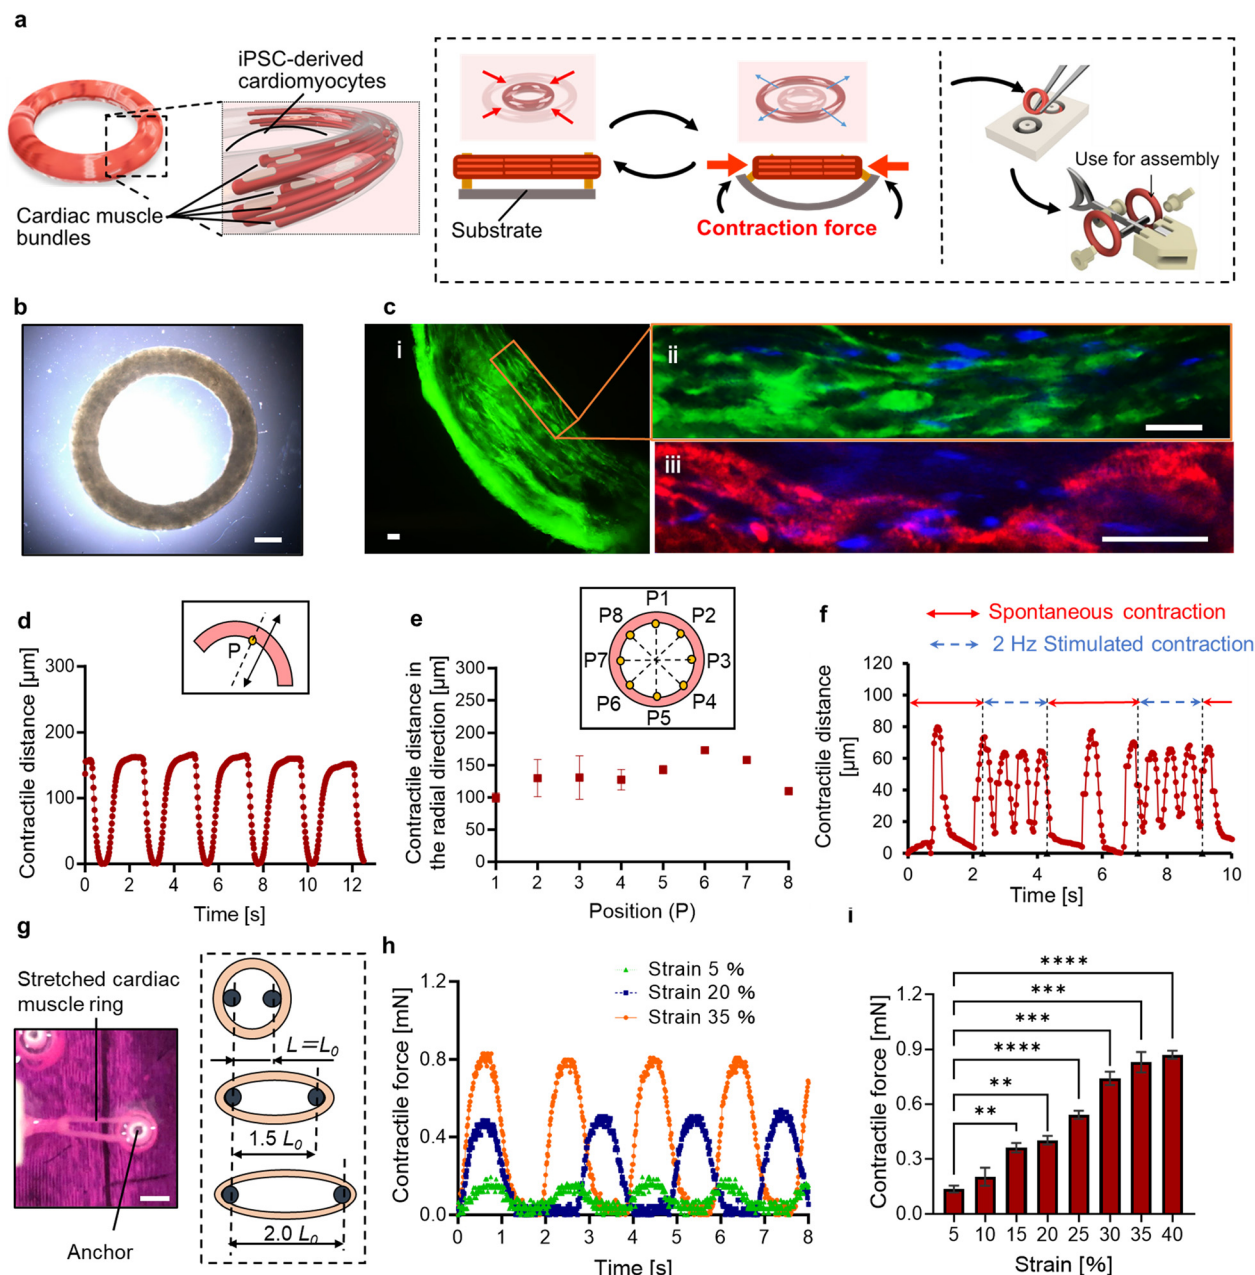 a
iPSC-derived
cardiomyocytes
Cardiac muscle
bundles
Substrate
Contraction force
Use for assembly
b
c
i
ii
iii
d
P
Contractile distance [µm]
300
200
100
0
0 2 4 6 8 10 12
Time [s]
e
P1
P8 P2
P7 P3
P6 P4
P5
Contractile distance in
the radial direction [µm]
300
250
200
150
100
50
0
1 2 3 4 5 6 7 8
Position (P)
f
Spontaneous contraction
2 Hz Stimulated contraction
Contractile distance
[µm]
120
100
80
60
40
20
0
0 2 4 6 8 10
Time [s]
g
Stretched cardiac
muscle ring
Anchor
L=L0
1.5 L0
2.0 L0
h
Strain 5 %
Strain 20 %
Strain 35 %
Contractile force [mN]
1.2
0.8
0.4
0.0
0 1 2 3 4 5 6 7 8
Time [s]
i
****
***
***
****
**
**
Contractile force [mN]
1.2
0.9
0.6
0.3
0.0
5 10 15 20 25 30 35 40
Strain [%]